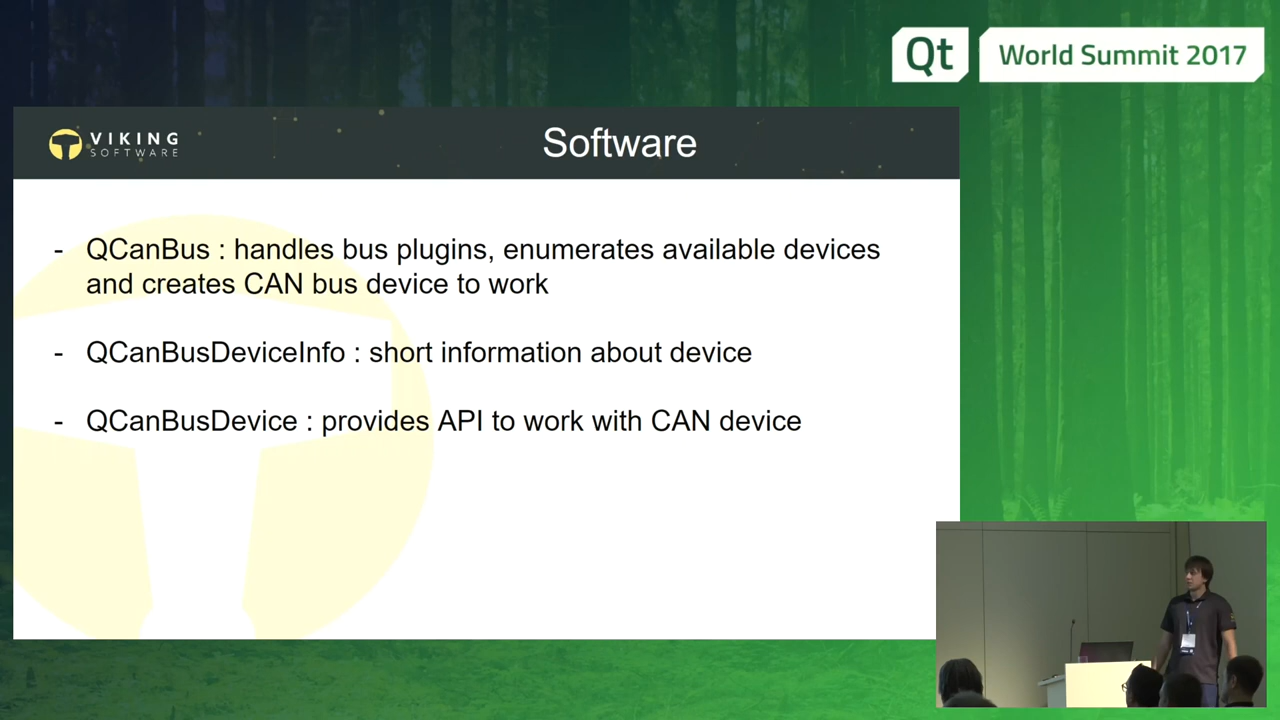 Qt
World Summit 2017
VIKING
SOFTWARE
Software
- QCanBus : handles bus plugins, enumerates available devices
and creates CAN bus device to work
- QCanBusDeviceInfo : short information about device
- QCanBusDevice : provides API to work with CAN device